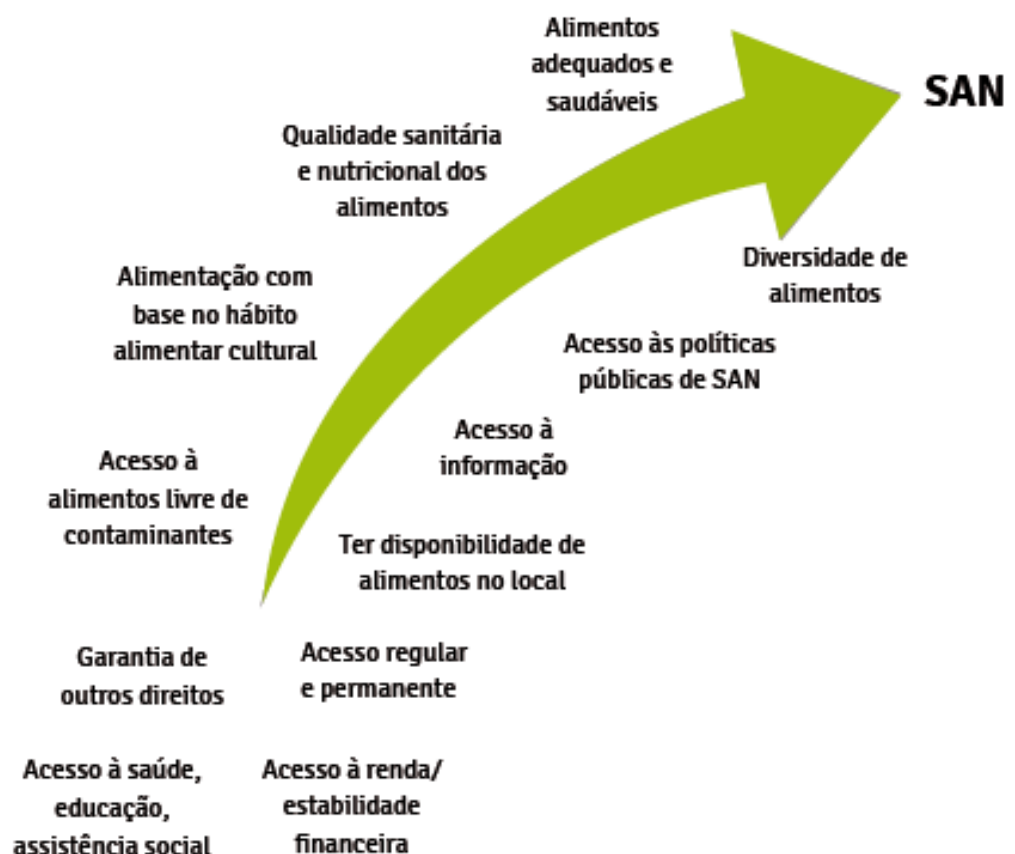 Alimentos
adequados e
saudáveis
SAN
Qualidade sanitária
e nutricional dos
alimentos
Diversidade de
alimentos
Alimentação com
base no hábito
alimentar cultural
Acesso às políticas
públicas de SAN
Acesso à
informação
Acesso à
alimentos livre de
contaminantes
Ter disponibilidade de
alimentos no local
Garantia de
outros direitos
Acesso regular
e permanente
Acesso à saúde,
educação,
assistência social
Acesso à renda/
estabilidade
financeira